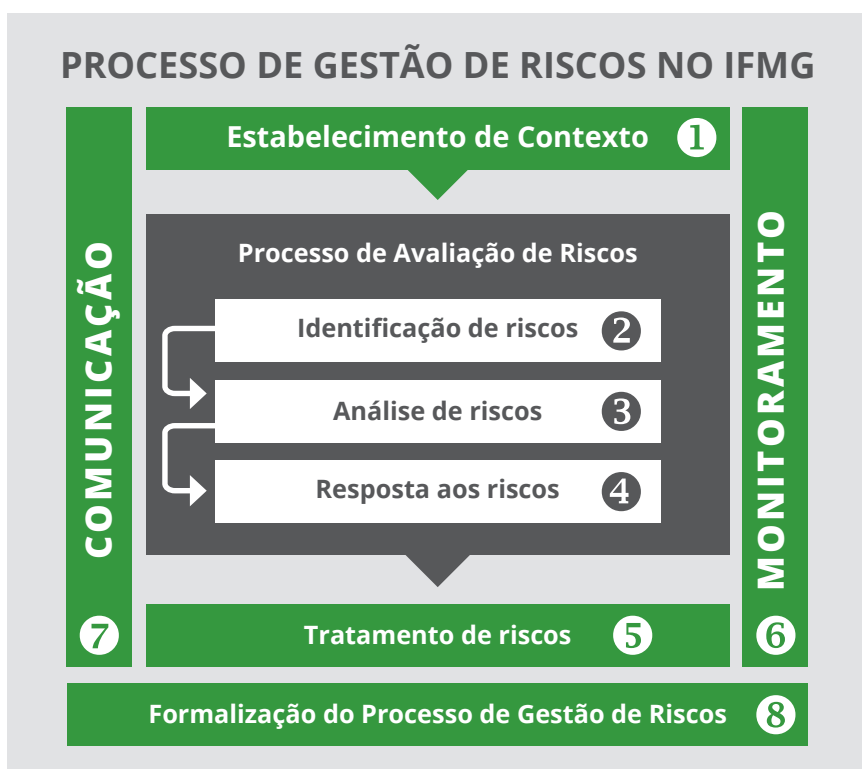 PROCESSO DE GESTÃO DE RISCOS NO IFMG
Estabelecimento de Contexto 1
Processo de Avaliação de Riscos
Identificação de riscos 2
Análise de riscos 3
Resposta aos riscos 4
Tratamento de riscos 5
MONITORAMENTO 6
COMUNICAÇÃO 7
Formalização do Processo de Gestão de Riscos 8